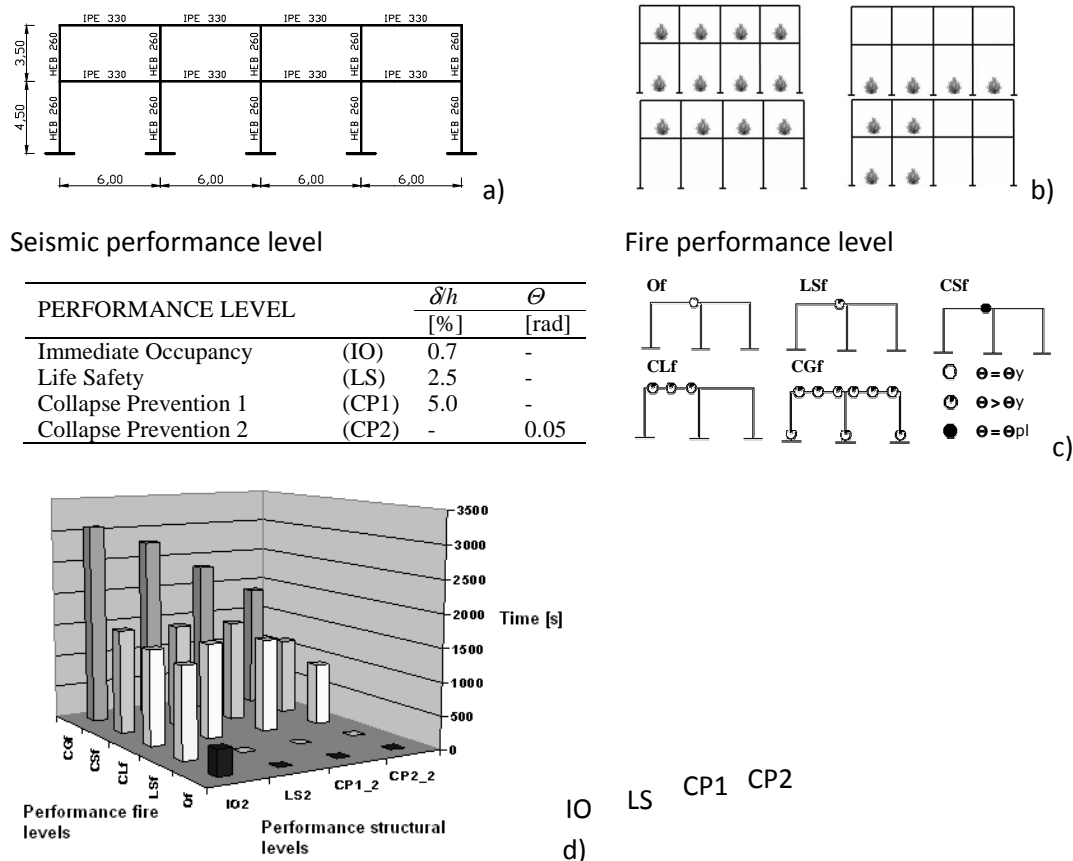 IPE 330 IPE 330 IPE 330 IPE 330
HEB 260 HEB 260 HEB 260 HEB 260 HEB 260
3,50
IPE 330 IPE 330 IPE 330 IPE 330
HEB 260 HEB 260 HEB 260 HEB 260 HEB 260
4,50
6,00 6,00 6,00 6,00
a)
b)
Seismic performance level
PERFORMANCE LEVEL δ/h Θ
[%] [rad]
Immediate Occupancy (IO) 0.7 -
Life Safety (LS) 2.5 -
Collapse Prevention 1 (CP1) 5.0 -
Collapse Prevention 2 (CP2) - 0.05
Fire performance level
Of LSf CSf
CLf CGf
Θ = Θy
Θ > Θy
Θ = Θpl
c)
3500
3000
2500
2000
1500
1000
500
0
Time [s]
CGf
CSf
CLf
LSf
Of
IO2 LS2 CP1_2 CP2_2
Performance fire
levels
Performance structural
levels
IO LS CP1 CP2
d)